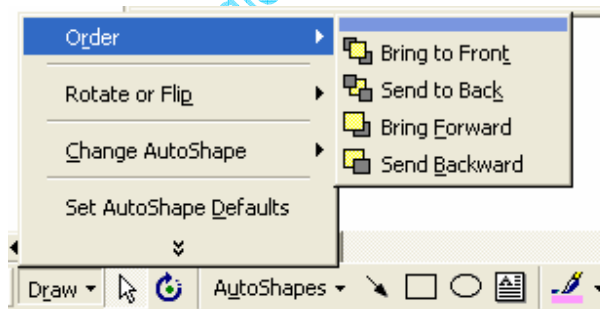 Order
Rotate or Flip
Change AutoShape
Set AutoShape Defaults
Bring to Front
Send to Back
Bring Forward
Send Backward
Draw AutoShapes